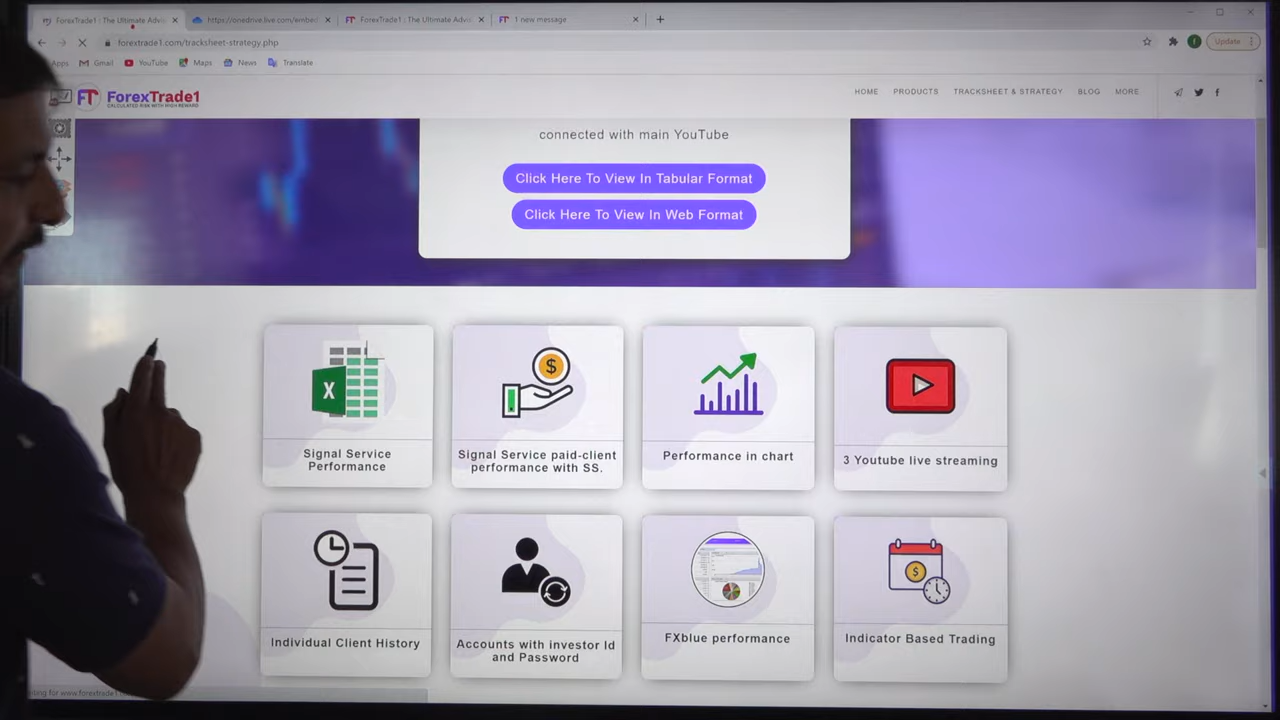 ForexTrade1 : The Ultimate Advis
https://onedrive.live.com/embed
ForexTrade1 : The Ultimate Advis
1 new message
forextrade1.com/tracksheet-strategy.php
Update
Apps
Gmail
YouTube
Maps
News
Translate
FT ForexTrade1
CALCULATED RISK WITH HIGH REWARD
HOME
PRODUCTS
TRACKSHEET & STRATEGY
BLOG
MORE
connected with main YouTube
Click Here To View In Tabular Format
Click Here To View In Web Format
Signal Service
Performance
Signal Service paid-client
performance with SS.
Performance in chart
3 Youtube live streaming
Individual Client History
Accounts with investor Id
and Password
FXblue performance
Indicator Based Trading